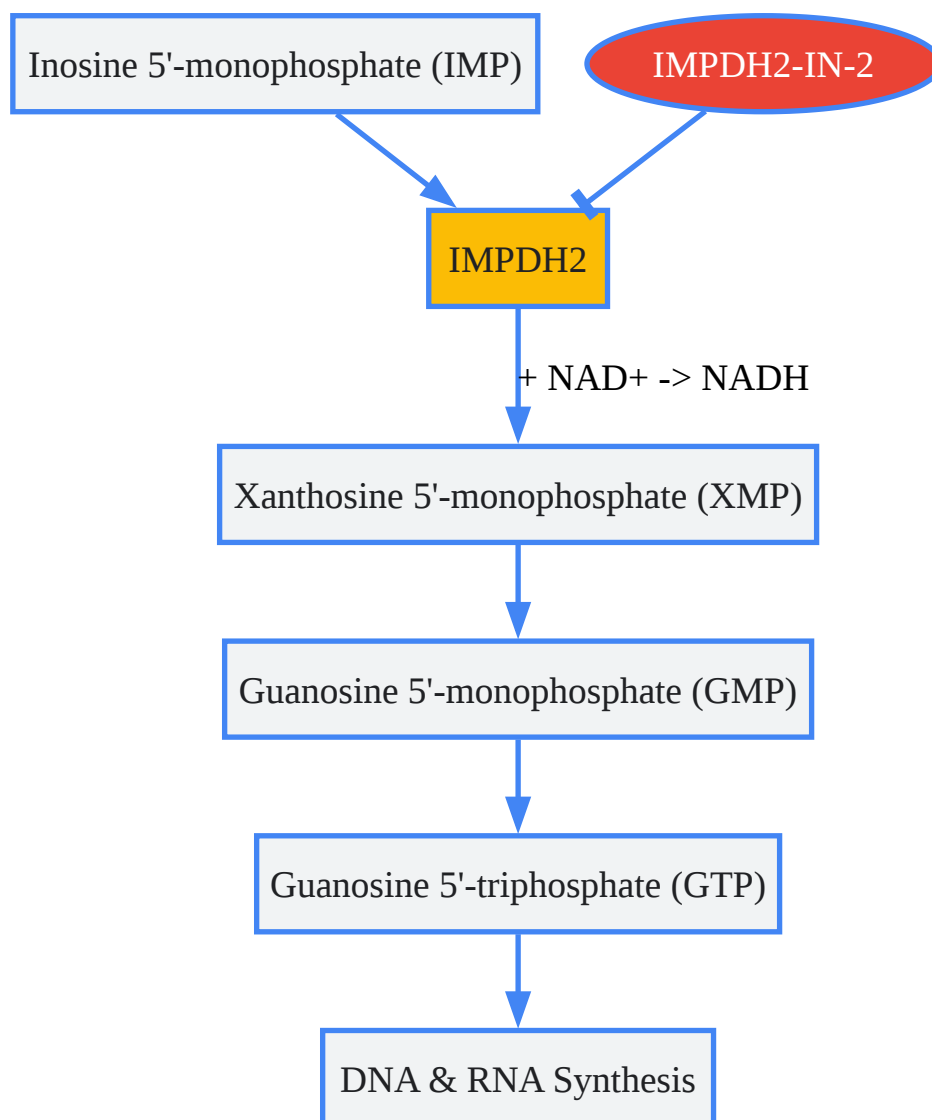 Inosine 5'-monophosphate (IMP)
IMPDH2-IN-2
IMPDH2
+ NAD+ -> NADH
Xanthosine 5'-monophosphate (XMP)
Guanosine 5'-monophosphate (GMP)
Guanosine 5'-triphosphate (GTP)
DNA & RNA Synthesis